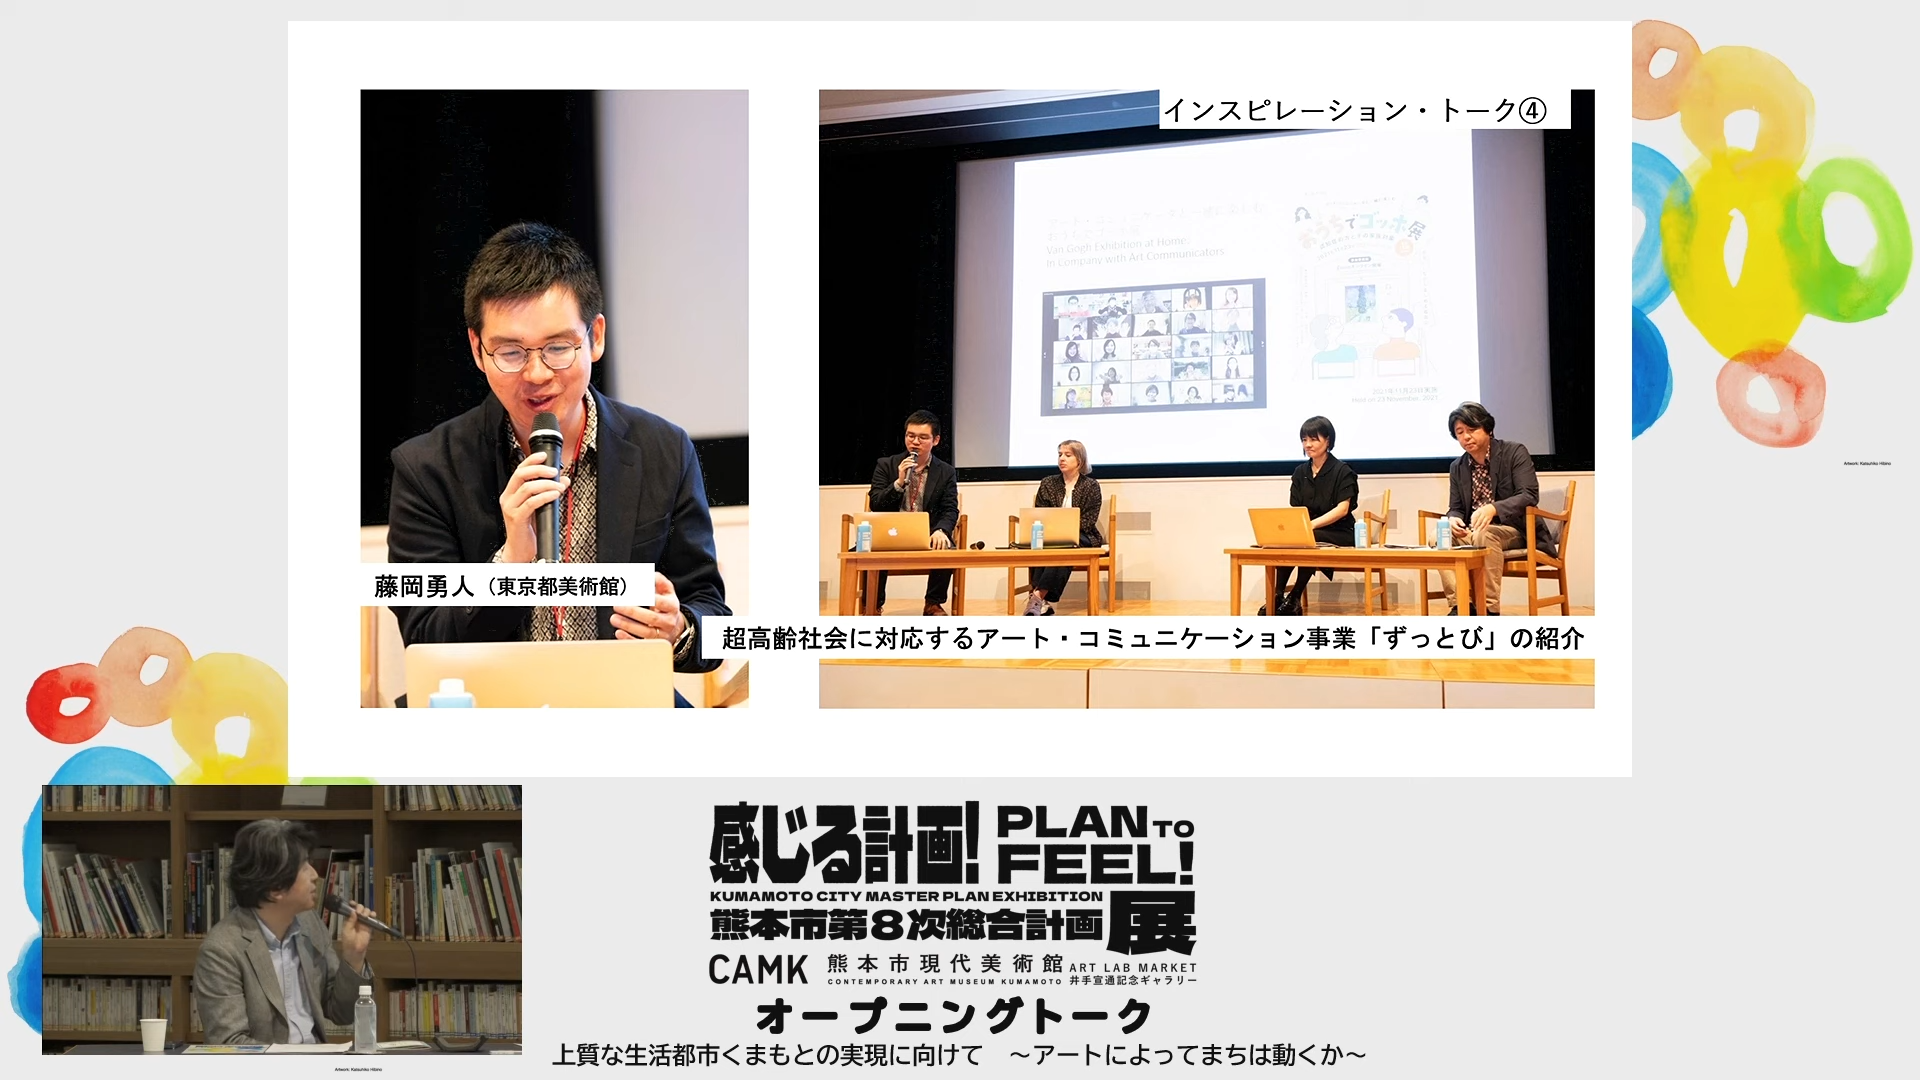 インスピレーション・トーク④
おうちでゴッホ展
Van Gogh Exhibition at Home:
In Company with Art Communicators
藤岡勇人（東京都美術館）
超高齢社会に対応するアート・コミュニケーション事業「ずっとび」の紹介
Artwork: Katsuhiko Hibino
感じる計画! PLAN TO FEEL!
KUMAMOTO CITY MASTER PLAN EXHIBITION
熊本市第8次総合計画展
CAMK 熊本市現代美術館 ART LAB MARKET
CONTEMPORARY ART MUSEUM KUMAMOTO 井手宣通記念ギャラリー
オープニングトーク
上質な生活都市くまもとの実現に向けて　～アートによってまちは動くか～
Artwork: Katsuhiko Hibino